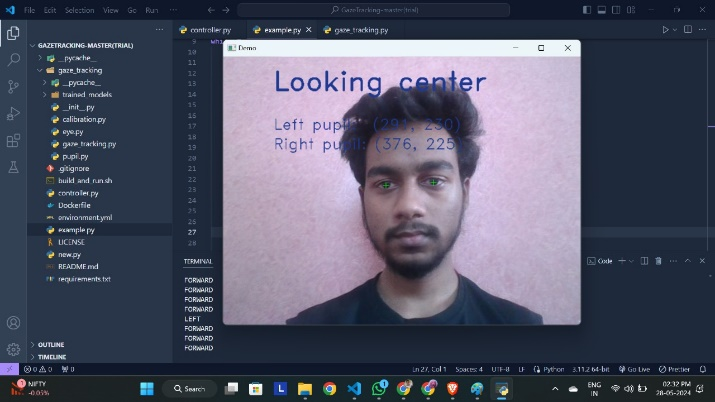 File Edit Selection View Go Run ···
GazeTracking-master(trial)
EXPLORER
controller.py
example.py
gaze_tracking.py
GAZETRACKING-MASTER(TRIAL)
__pycache__
gaze_tracking
__pycache__
trained_models
__init__.py
calibration.py
eye.py
gaze_tracking.py
pupil.py
.gitignore
build_and_run.sh
controller.py
Dockerfile
environment.yml
example.py
LICENSE
new.py
README.md
requirements.txt
OUTLINE
TIMELINE
9
10
11
12
13
14
15
16
17
18
19
20
21
22
23
24
25
26
27
28
Demo
Looking center
Left pupil: (291, 230)
Right pupil: (376, 225)
TERMINAL
Code
FORWARD
FORWARD
FORWARD
FORWARD
LEFT
FORWARD
FORWARD
FORWARD
0 0 0
Ln 27, Col 1 Spaces: 4 UTF-8 LF Python 3.11.2 64-bit Go Live Prettier
1
NIFTY
-0.05%
Search
ENG
IN
02:32 PM
28-05-2024